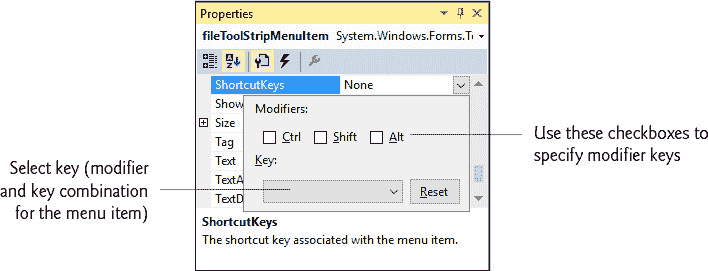 Properties
fileToolStripMenuItem System.Windows.Forms.To
ShortcutKeys None
Show
Modifiers:
Size
Ctrl Shift Alt
Use these checkboxes to
specify modifier keys
Tag
Key:
Select key (modifier
and key combination
for the menu item)
Text
TextA
Reset
TextD
ShortcutKeys
The shortcut key associated with the menu item.